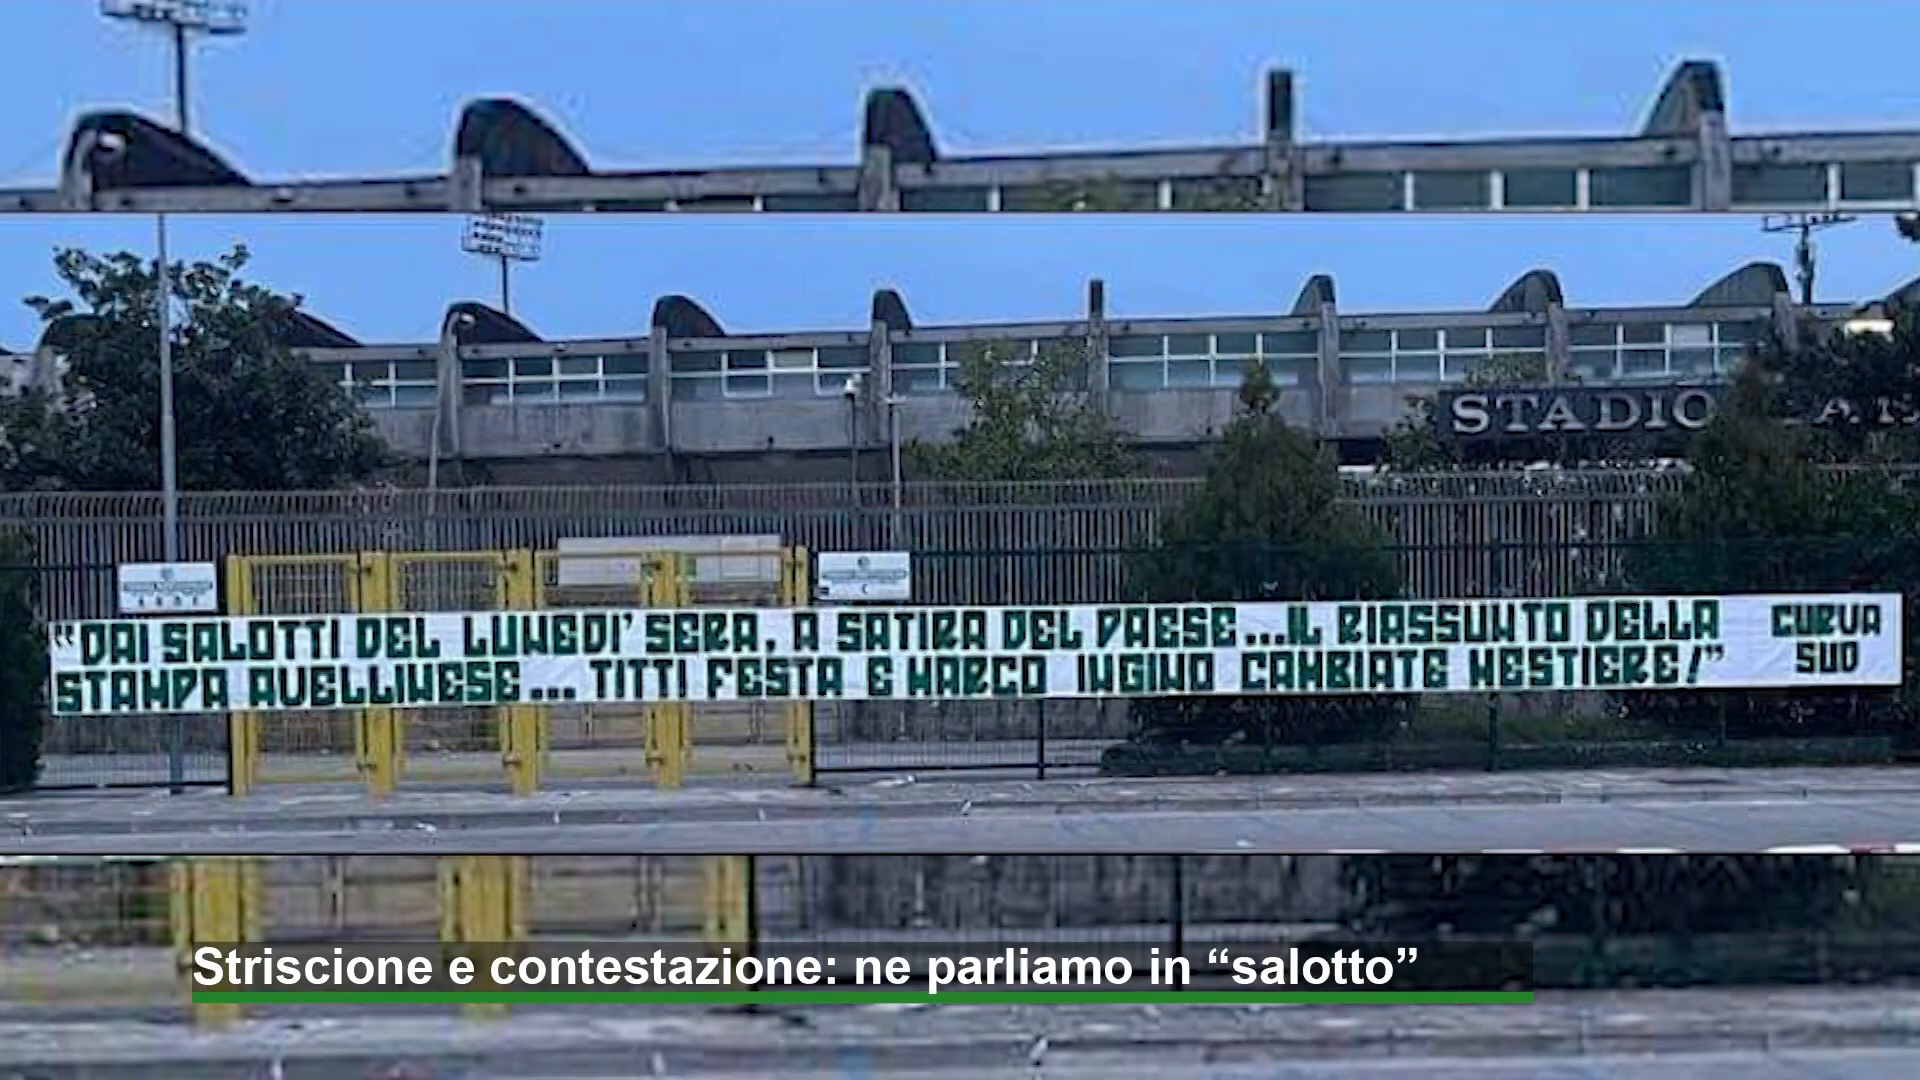 STADIO
"DAI SALOTTI DEL LUNEDI' SERA, A SATIRA DEL PAESE...IL RIASSUNTO DELLA
STAMPA AVELLINESE... TITTI FESTA E MARCO INGINO CAMBIATE MESTIERE!"
CURVA
SUD
Striscione e contestazione: ne parliamo in “salotto”